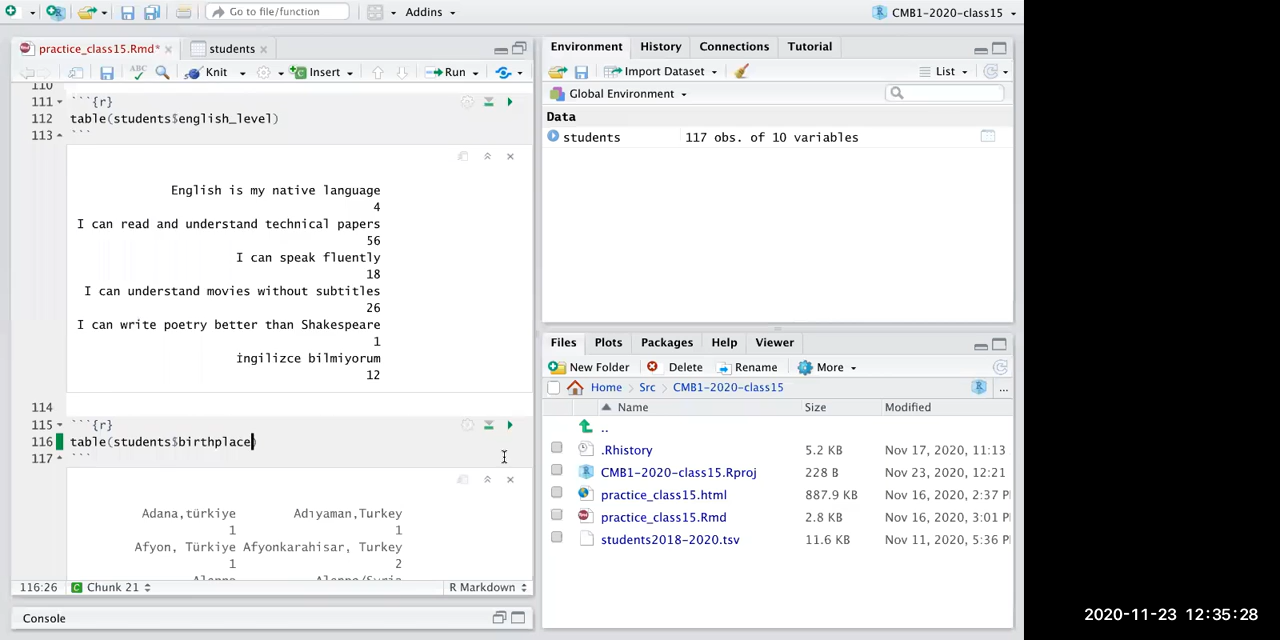 Go to file/function
Addins
CMB1-2020-class15
practice_class15.Rmd*
students
Knit
Insert
Run
110
111 ```{r}
112 table(students$english_level)
113 ```
English is my native language
4
I can read and understand technical papers
56
I can speak fluently
18
I can understand movies without subtitles
26
I can write poetry better than Shakespeare
1
İngilizce bilmiyorum
12
114
115 ```{r}
116 table(students$birthplace)
117 ```
Adana,türkiye Adıyaman,Turkey
1 1
Afyon, Türkiye Afyonkarahisar, Turkey
1 2
Aleppo Aleppo/Syria
116:26 Chunk 21 R Markdown
Console
Environment History Connections Tutorial
Import Dataset List
Global Environment
Data
students 117 obs. of 10 variables
Files Plots Packages Help Viewer
New Folder Delete Rename More
Home Src CMB1-2020-class15 ...
Name Size Modified
..
.Rhistory 5.2 KB Nov 17, 2020, 11:13
CMB1-2020-class15.Rproj 228 B Nov 23, 2020, 12:21
practice_class15.html 887.9 KB Nov 16, 2020, 2:37 P
practice_class15.Rmd 2.8 KB Nov 16, 2020, 3:01 P
students2018-2020.tsv 11.6 KB Nov 11, 2020, 5:36 P
2020-11-23 12:35:28